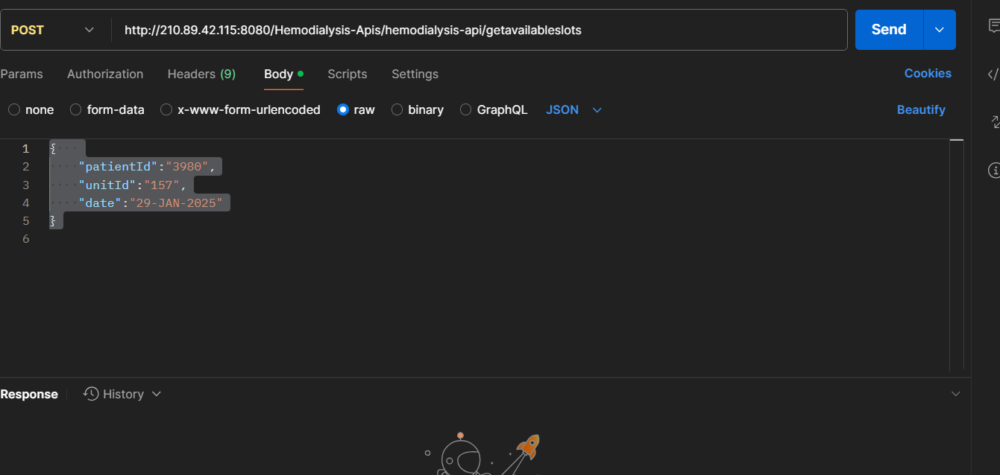 POST http://210.89.42.115:8080/Hemodialysis-Apis/hemodialysis-api/getavailableslots Send
Params Authorization Headers (9) Body Scripts Settings Cookies
none form-data x-www-form-urlencoded raw binary GraphQL JSON Beautify
1 {
2 "patientId":"3980",
3 "unitId":"157",
4 "date":"29-JAN-2025"
5 }
6
Response History